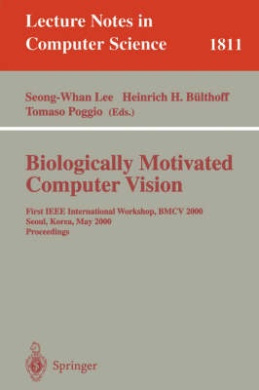 Lecture Notes in
Computer Science 1811
Seong-Whan Lee Heinrich H. Bülthoff
Tomaso Poggio (Eds.)
Biologically Motivated
Computer Vision
First IEEE International Workshop, BMCV 2000
Seoul, Korea, May 2000
Proceedings
Springer